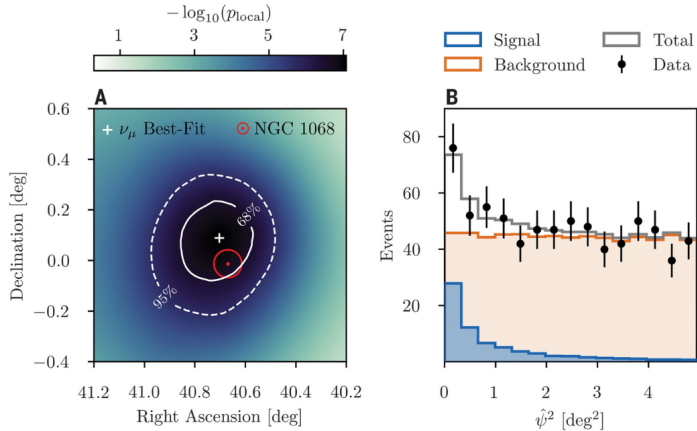 − log₁₀(p_local)
1 3 5 7
A
+ ν_μ Best-Fit ⊙ NGC 1068
68%
95%
0.6
0.4
0.2
0.0
−0.2
−0.4
Declination [deg]
41.2 41.0 40.8 40.6 40.4 40.2
Right Ascension [deg]
Signal Total
Background Data
B
80
60
40
20
Events
0 1 2 3 4
ψ̂² [deg²]